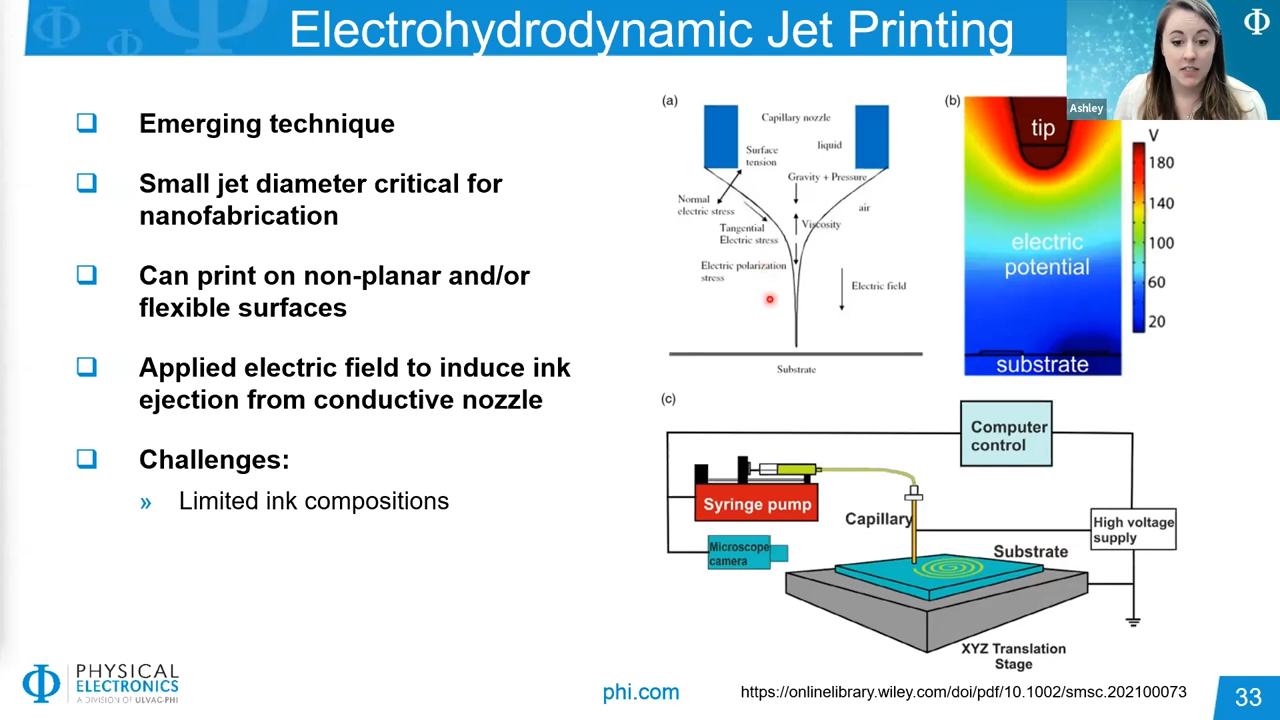 Electrohydrodynamic Jet Printing
Ashley
Emerging technique
Small jet diameter critical for
nanofabrication
Can print on non-planar and/or
flexible surfaces
Applied electric field to induce ink
ejection from conductive nozzle
Challenges:
» Limited ink compositions
(a)
Capillary nozzle
liquid
Surface
tension
Gravity + Pressure
Normal
electric stress
air
Viscosity
Tangential
Electric stress
Electric polarization
stress
Electric field
Substrate
(b)
tip
electric
potential
substrate
V
180
140
100
60
20
(c)
Computer
control
Syringe pump
Capillary
High voltage
supply
Microscope
camera
Substrate
XYZ Translation
Stage
PHYSICAL
ELECTRONICS
A DIVISION OF ULVAC-PHI
phi.com
https://onlinelibrary.wiley.com/doi/pdf/10.1002/smsc.202100073
33